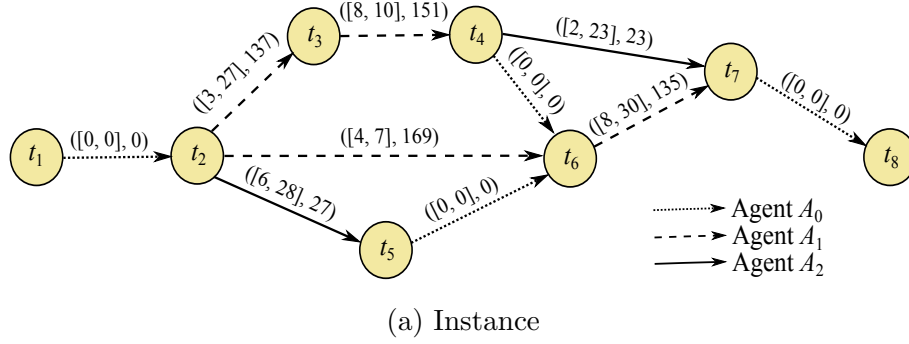 ([8, 10], 151)
t3
t4
([2, 23], 23)
([3, 27], 137)
([0, 0], 0)
t7
([8, 30], 135)
([0, 0], 0)
t1
([0, 0], 0)
t2
([4, 7], 169)
t6
t8
([6, 28], 27)
([0, 0], 0)
t5
Agent A0
Agent A1
Agent A2
(a) Instance